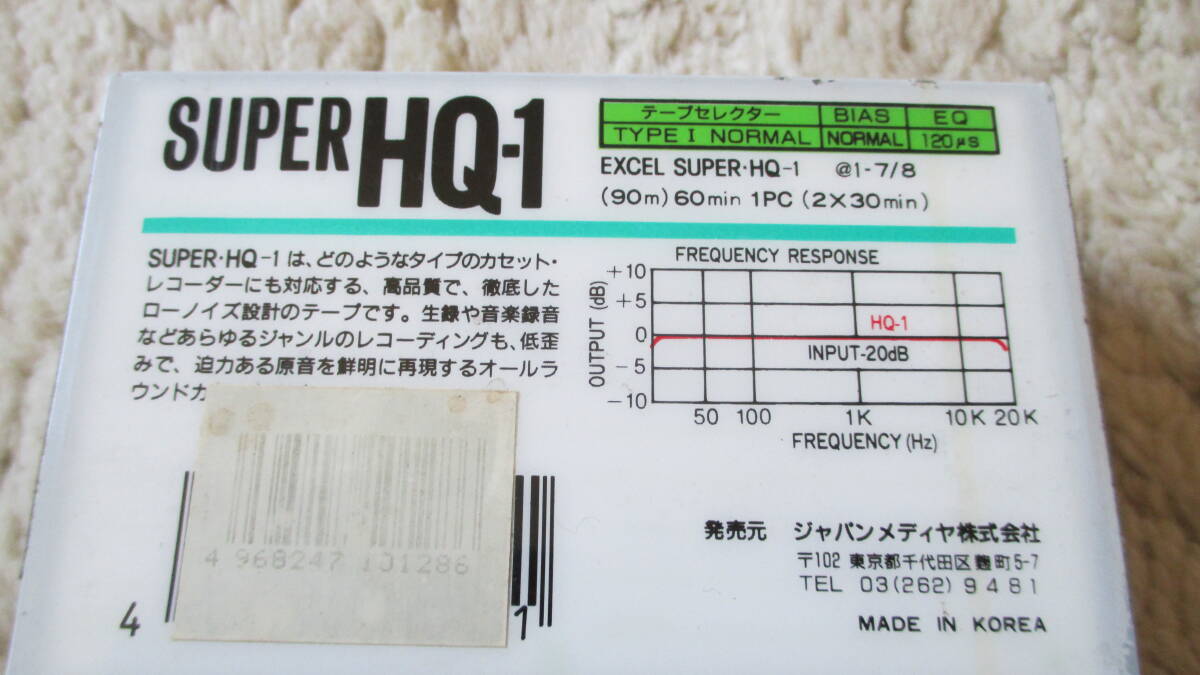 SUPER HQ-1
テープセレクター BIAS EQ
TYPE I NORMAL NORMAL 120μs
EXCEL SUPER·HQ-1 @1-7/8
(90m) 60min 1PC (2×30min)
SUPER·HQ-1は、どのようなタイプのカセット・
レコーダーにも対応する、高品質で、徹底した
ローノイズ設計のテープです。生録や音楽録音
などあらゆるジャンルのレコーディングも、低歪
みで、迫力ある原音を鮮明に再現するオールラ
ウンドカ
FREQUENCY RESPONSE
OUTPUT (dB)
+10
+5
0
-5
-10
HQ-1
INPUT-20dB
50 100 1K 10K 20K
FREQUENCY (Hz)
4 968247 131286
4 1
発売元 ジャパンメディヤ株式会社
〒102 東京都千代田区麹町5-7
TEL 03(262)9481
MADE IN KOREA